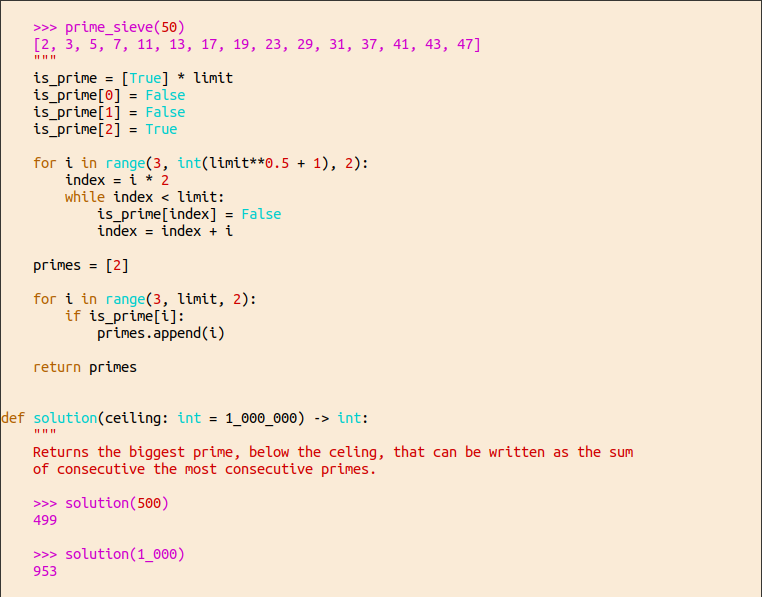 >>> prime_sieve(50)
    [2, 3, 5, 7, 11, 13, 17, 19, 23, 29, 31, 37, 41, 43, 47]
    """
    is_prime = [True] * limit
    is_prime[0] = False
    is_prime[1] = False
    is_prime[2] = True

    for i in range(3, int(limit**0.5 + 1), 2):
        index = i * 2
        while index < limit:
            is_prime[index] = False
            index = index + i

    primes = [2]

    for i in range(3, limit, 2):
        if is_prime[i]:
            primes.append(i)

    return primes


def solution(ceiling: int = 1_000_000) -> int:
    """
    Returns the biggest prime, below the celing, that can be written as the sum
    of consecutive the most consecutive primes.

    >>> solution(500)
    499

    >>> solution(1_000)
    953